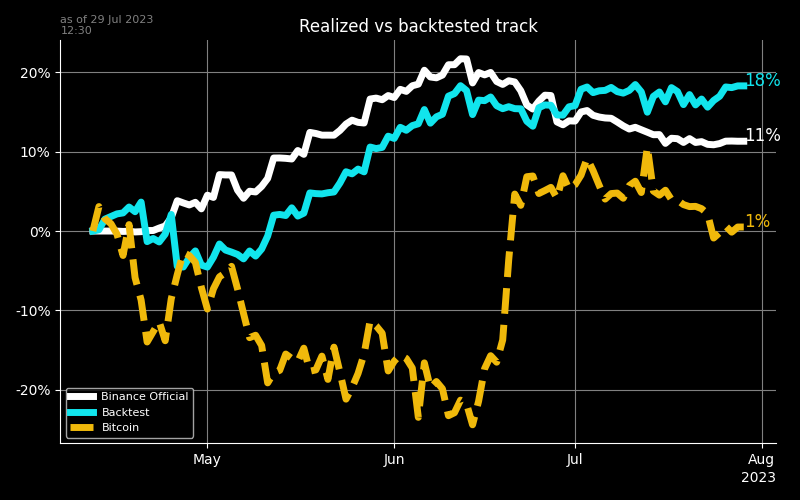 as of 29 Jul 2023
12:30
Realized vs backtested track
20%
10%
0%
-10%
-20%
18%
11%
1%
Binance Official
Backtest
Bitcoin
May
Jun
Jul
Aug
2023